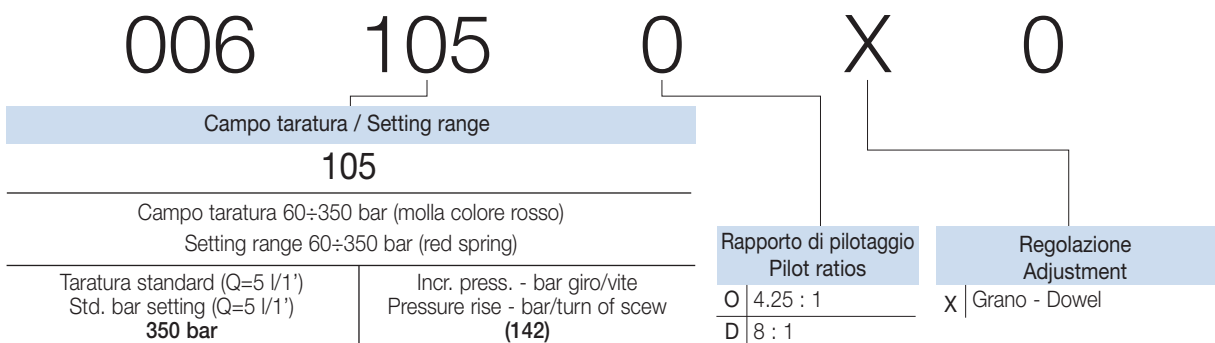 006 105 0 X 0
Campo taratura / Setting range
105
Campo taratura 60÷350 bar (molla colore rosso)
Setting range 60÷350 bar (red spring)
Taratura standard (Q=5 l/1')
Std. bar setting (Q=5 l/1')
350 bar
Incr. press. - bar giro/vite
Pressure rise - bar/turn of scew
(142)
Rapporto di pilotaggio
Pilot ratios
O 4.25 : 1
D 8 : 1
Regolazione
Adjustment
X Grano - Dowel